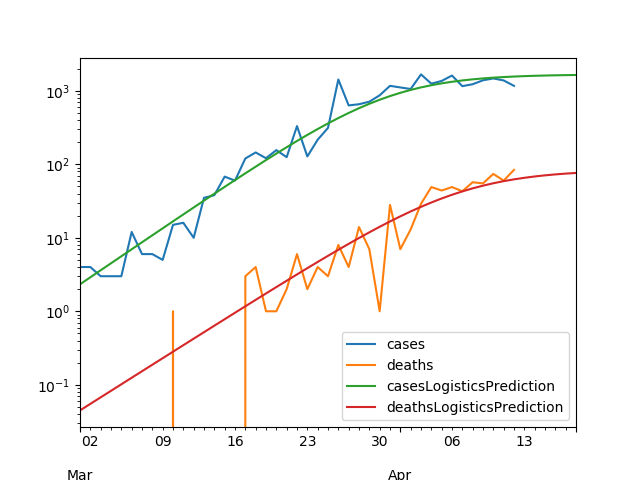 10³
10²
10¹
10⁰
10⁻¹
cases
deaths
casesLogisticsPrediction
deathsLogisticsPrediction
02 09 16 23 30 06 13
Mar Apr